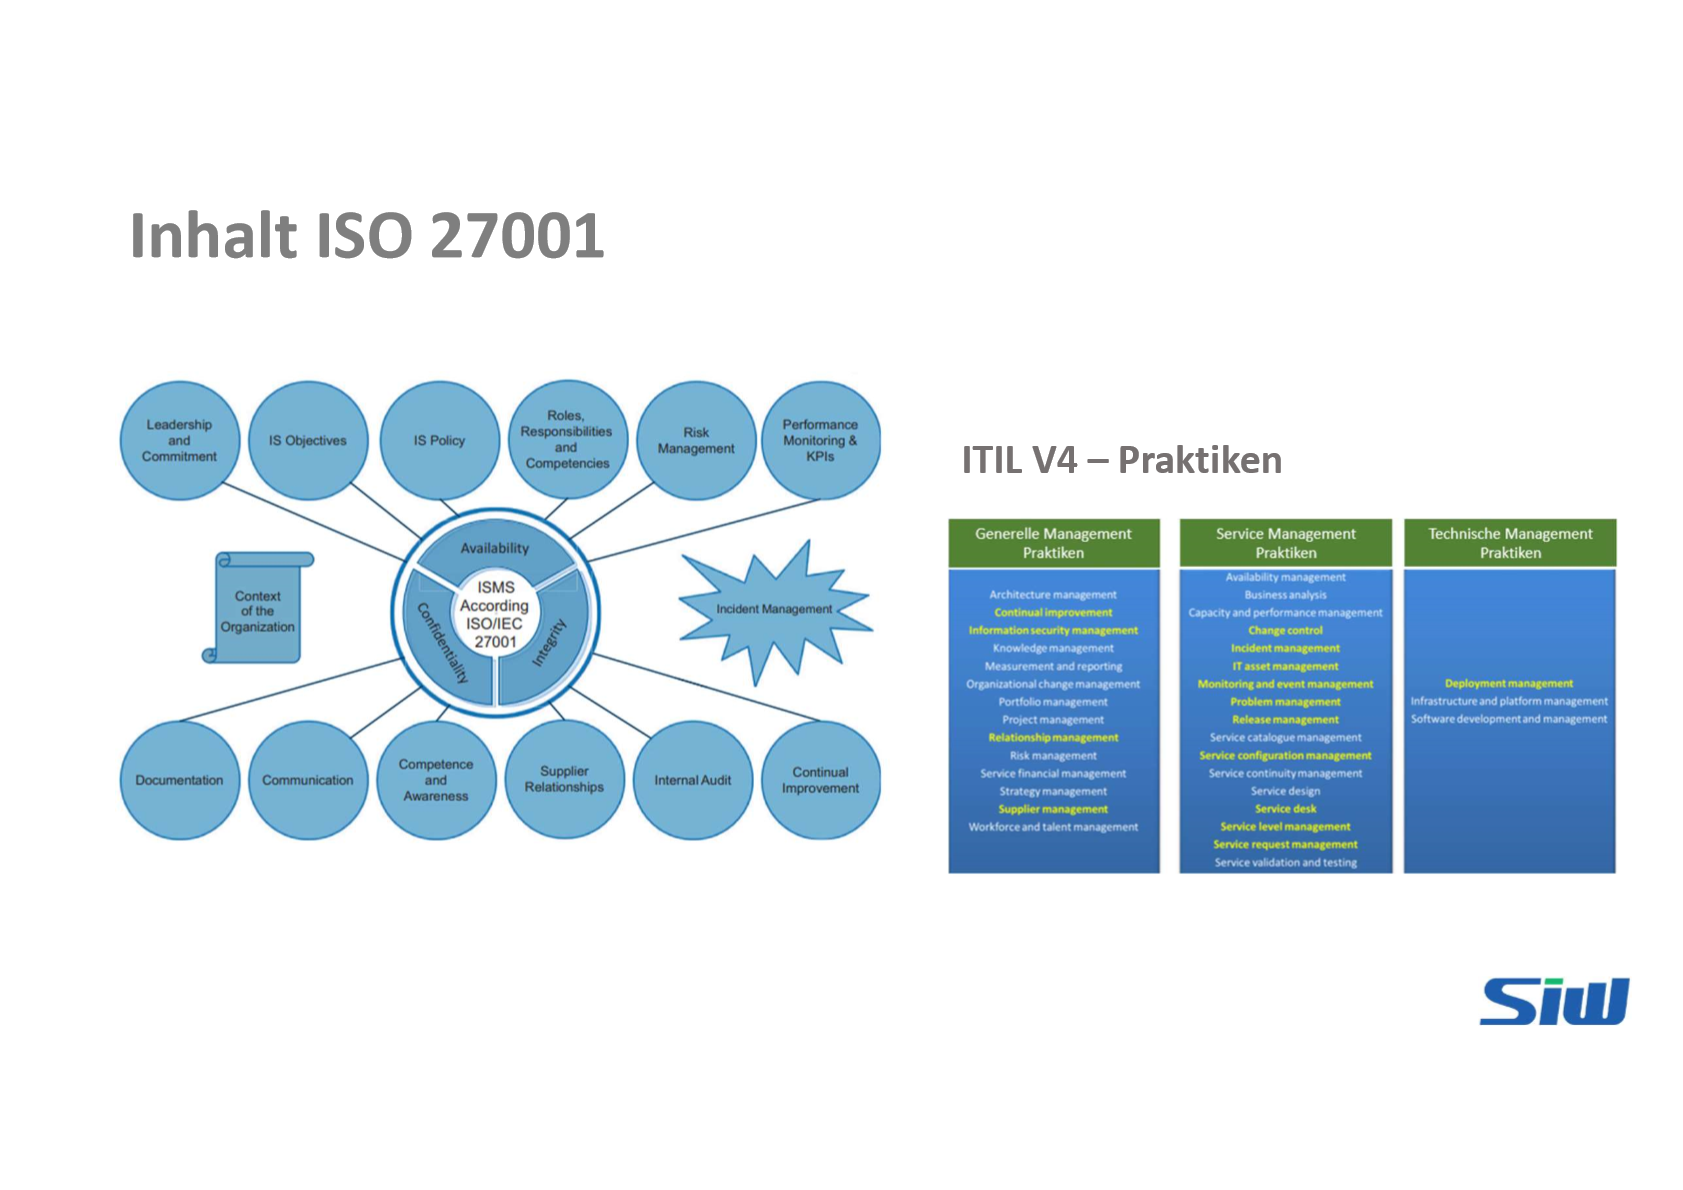 Inhalt ISO 27001
Leadership
and
Commitment
IS Objectives
IS Policy
Roles,
Responsibilities
and
Competencies
Risk
Management
Performance
Monitoring &
KPIs
Context
of the
Organization
Availability
Confidentiality
Integrity
ISMS
According
ISO/IEC
27001
Incident Management
Documentation
Communication
Competence
and
Awareness
Supplier
Relationships
Internal Audit
Continual
Improvement
ITIL V4 – Praktiken
Generelle Management
Praktiken
Architecture management
Continual improvement
Information security management
Knowledge management
Measurement and reporting
Organizational change management
Portfolio management
Project management
Relationship management
Risk management
Service financial management
Strategy management
Supplier management
Workforce and talent management
Service Management
Praktiken
Availability management
Business analysis
Capacity and performance management
Change control
Incident management
IT asset management
Monitoring and event management
Problem management
Release management
Service catalogue management
Service configuration management
Service continuity management
Service design
Service desk
Service level management
Service request management
Service validation and testing
Technische Management
Praktiken
Deployment management
Infrastructure and platform management
Software development and management
Siw